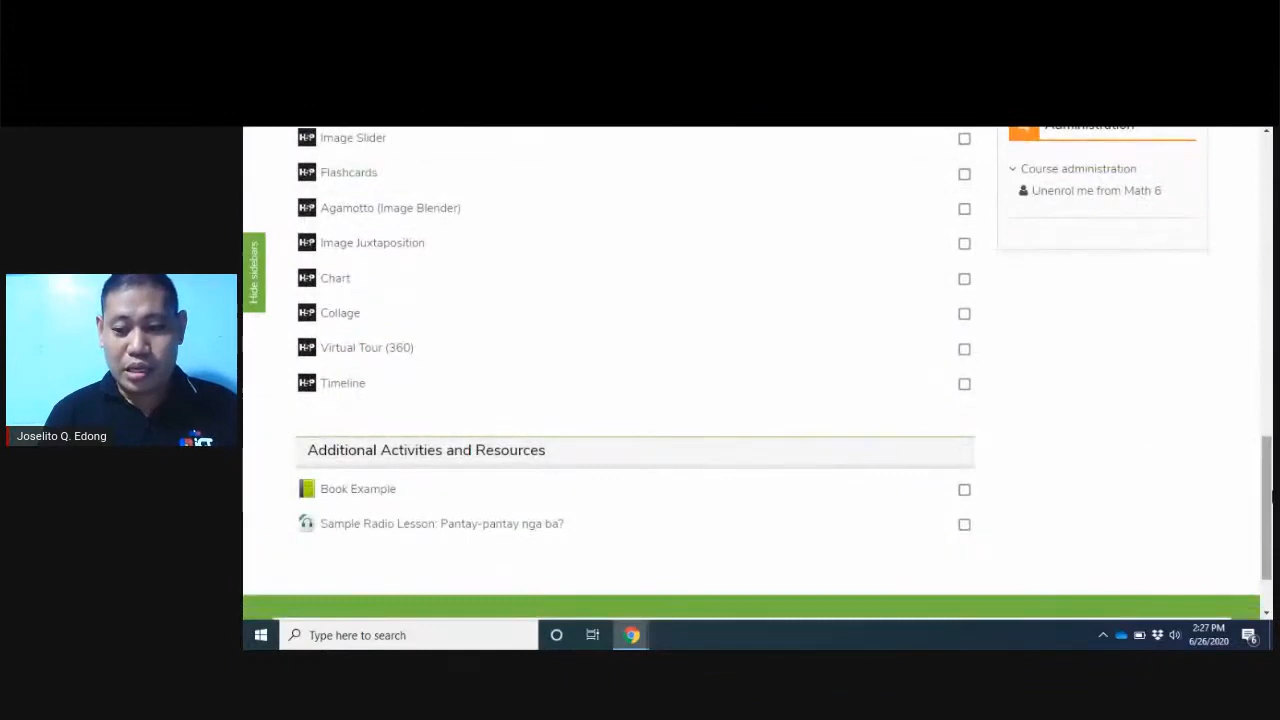 Image Slider
Flashcards
Agamotto (Image Blender)
Image Juxtaposition
Chart
Collage
Virtual Tour (360)
Timeline
Additional Activities and Resources
Book Example
Sample Radio Lesson: Pantay-pantay nga ba?
Administration
Course administration
Unenrol me from Math 6
Hide sidebars
Joselito Q. Edong
Type here to search
2:27 PM
6/26/2020
6